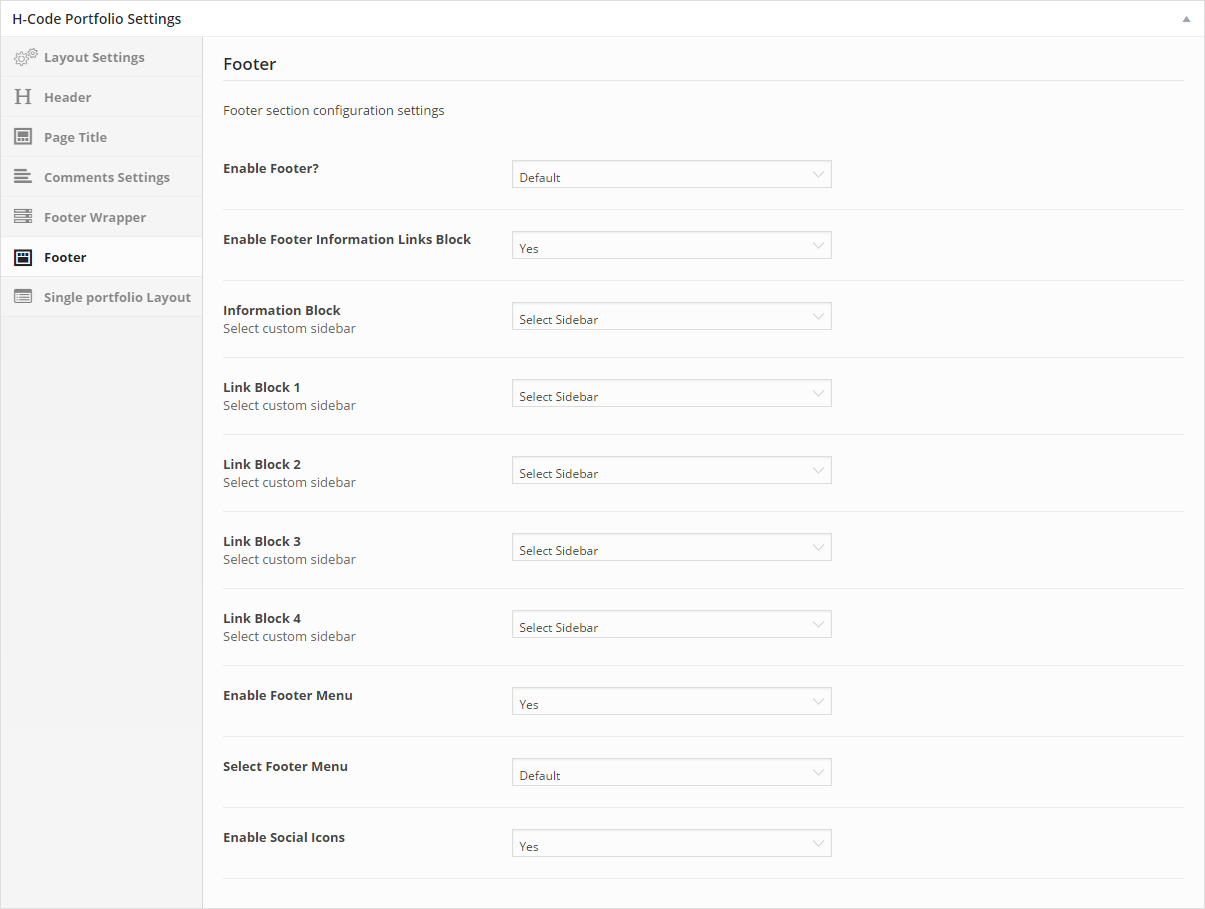 H-Code Portfolio Settings
Layout Settings
Header
Page Title
Comments Settings
Footer Wrapper
Footer
Single portfolio Layout
Footer
Footer section configuration settings
Enable Footer?
Default
Enable Footer Information Links Block
Yes
Information Block
Select custom sidebar
Select Sidebar
Link Block 1
Select custom sidebar
Select Sidebar
Link Block 2
Select custom sidebar
Select Sidebar
Link Block 3
Select custom sidebar
Select Sidebar
Link Block 4
Select custom sidebar
Select Sidebar
Enable Footer Menu
Yes
Select Footer Menu
Default
Enable Social Icons
Yes